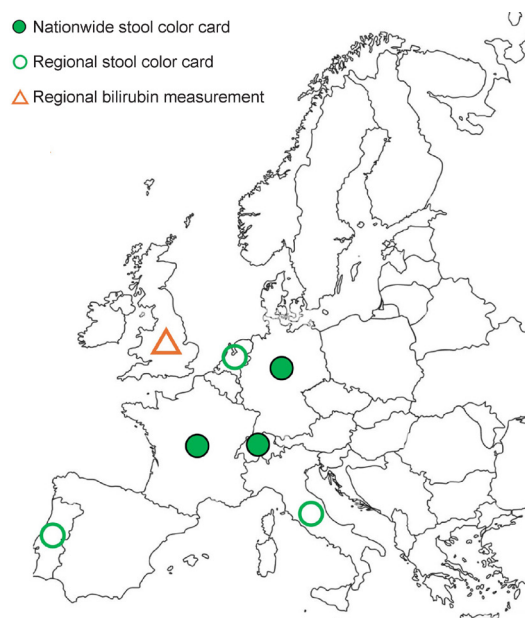 Nationwide stool color card
Regional stool color card
Regional bilirubin measurement